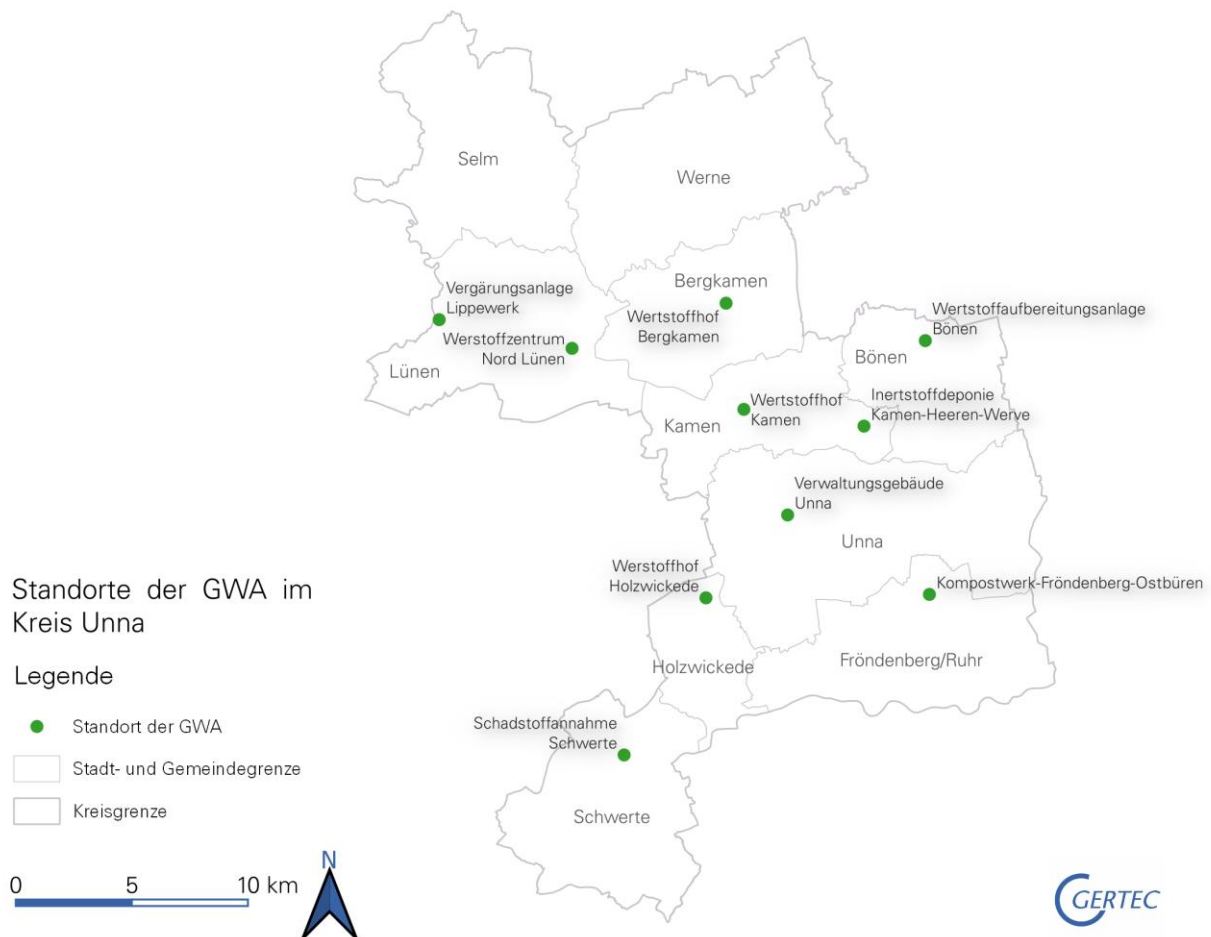 Selm
Werne
Bergkamen
Vergärungsanlage
Lippewerk
Wertstoffhof
Bergkamen
Wertstoffaufbereitungsanlage
Bönen
Werstoffzentrum
Nord Lünen
Bönen
Lünen
Wertstoffhof
Kamen
Inertstoffdeponie
Kamen-Heeren-Werve
Kamen
Verwaltungsgebäude
Unna
Unna
Werstoffhof
Holzwickede
Kompostwerk-Fröndenberg-Ostbüren
Holzwickede
Fröndenberg/Ruhr
Schadstoffannahme
Schwerte
Schwerte
Standorte der GWA im
Kreis Unna
Legende
Standort der GWA
Stadt- und Gemeindegrenze
Kreisgrenze
0 5 10 km
N
GERTEC